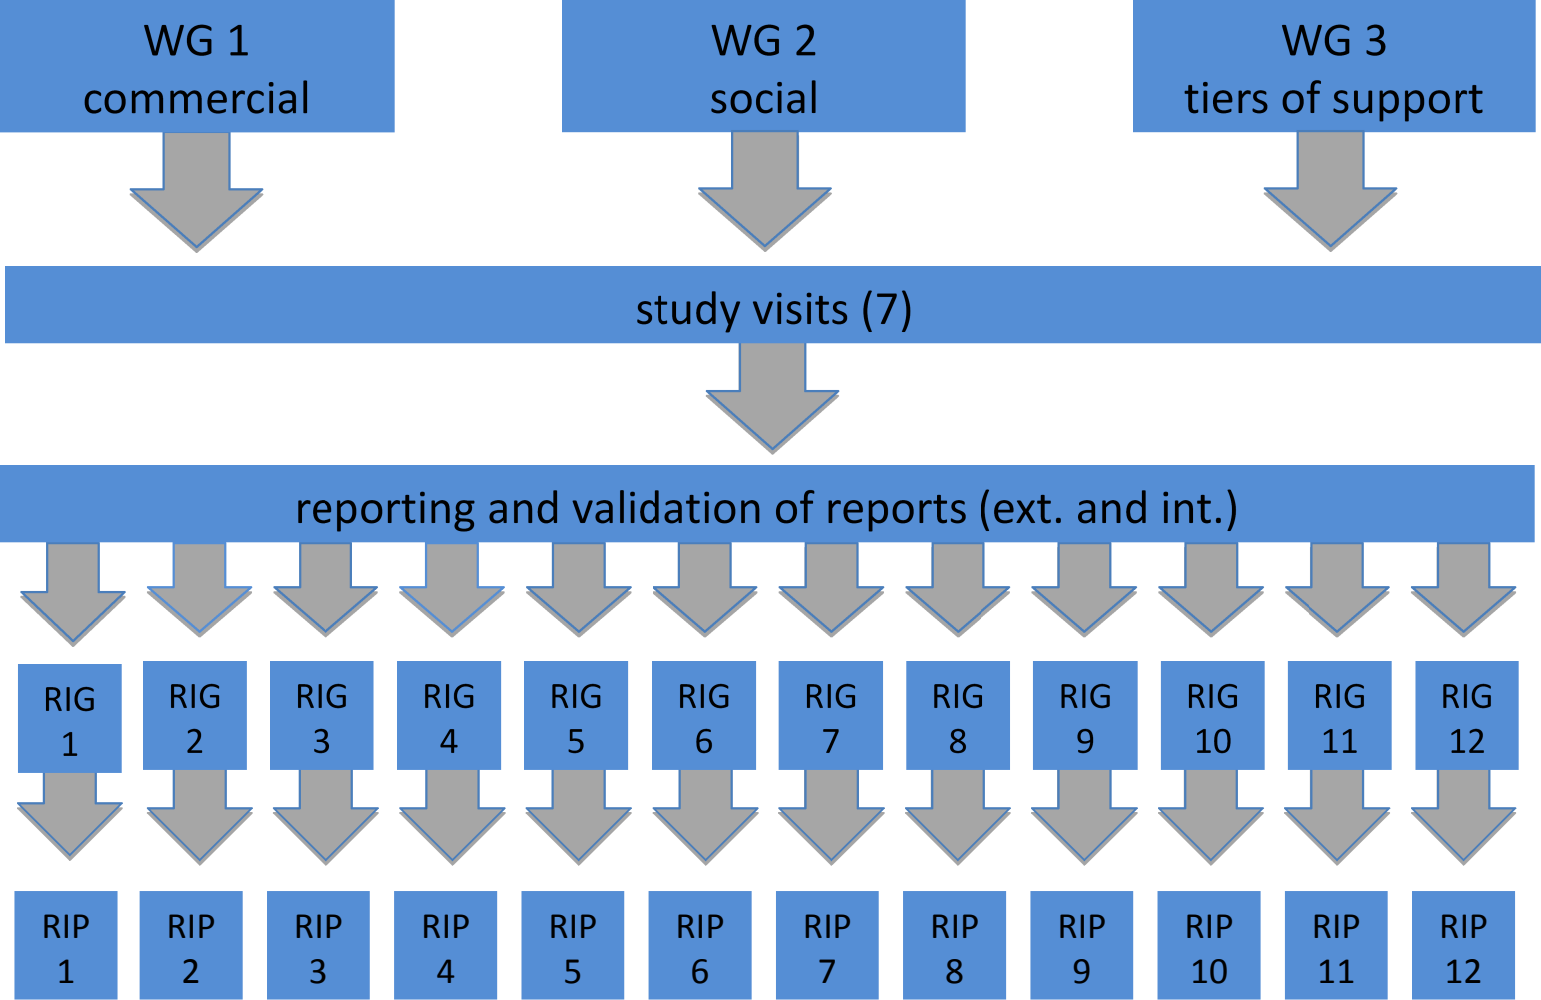 WG 1
commercial
WG 2
social
WG 3
tiers of support
study visits (7)
reporting and validation of reports (ext. and int.)
RIG
1
RIG
2
RIG
3
RIG
4
RIG
5
RIG
6
RIG
7
RIG
8
RIG
9
RIG
10
RIG
11
RIG
12
RIP
1
RIP
2
RIP
3
RIP
4
RIP
5
RIP
6
RIP
7
RIP
8
RIP
9
RIP
10
RIP
11
RIP
12